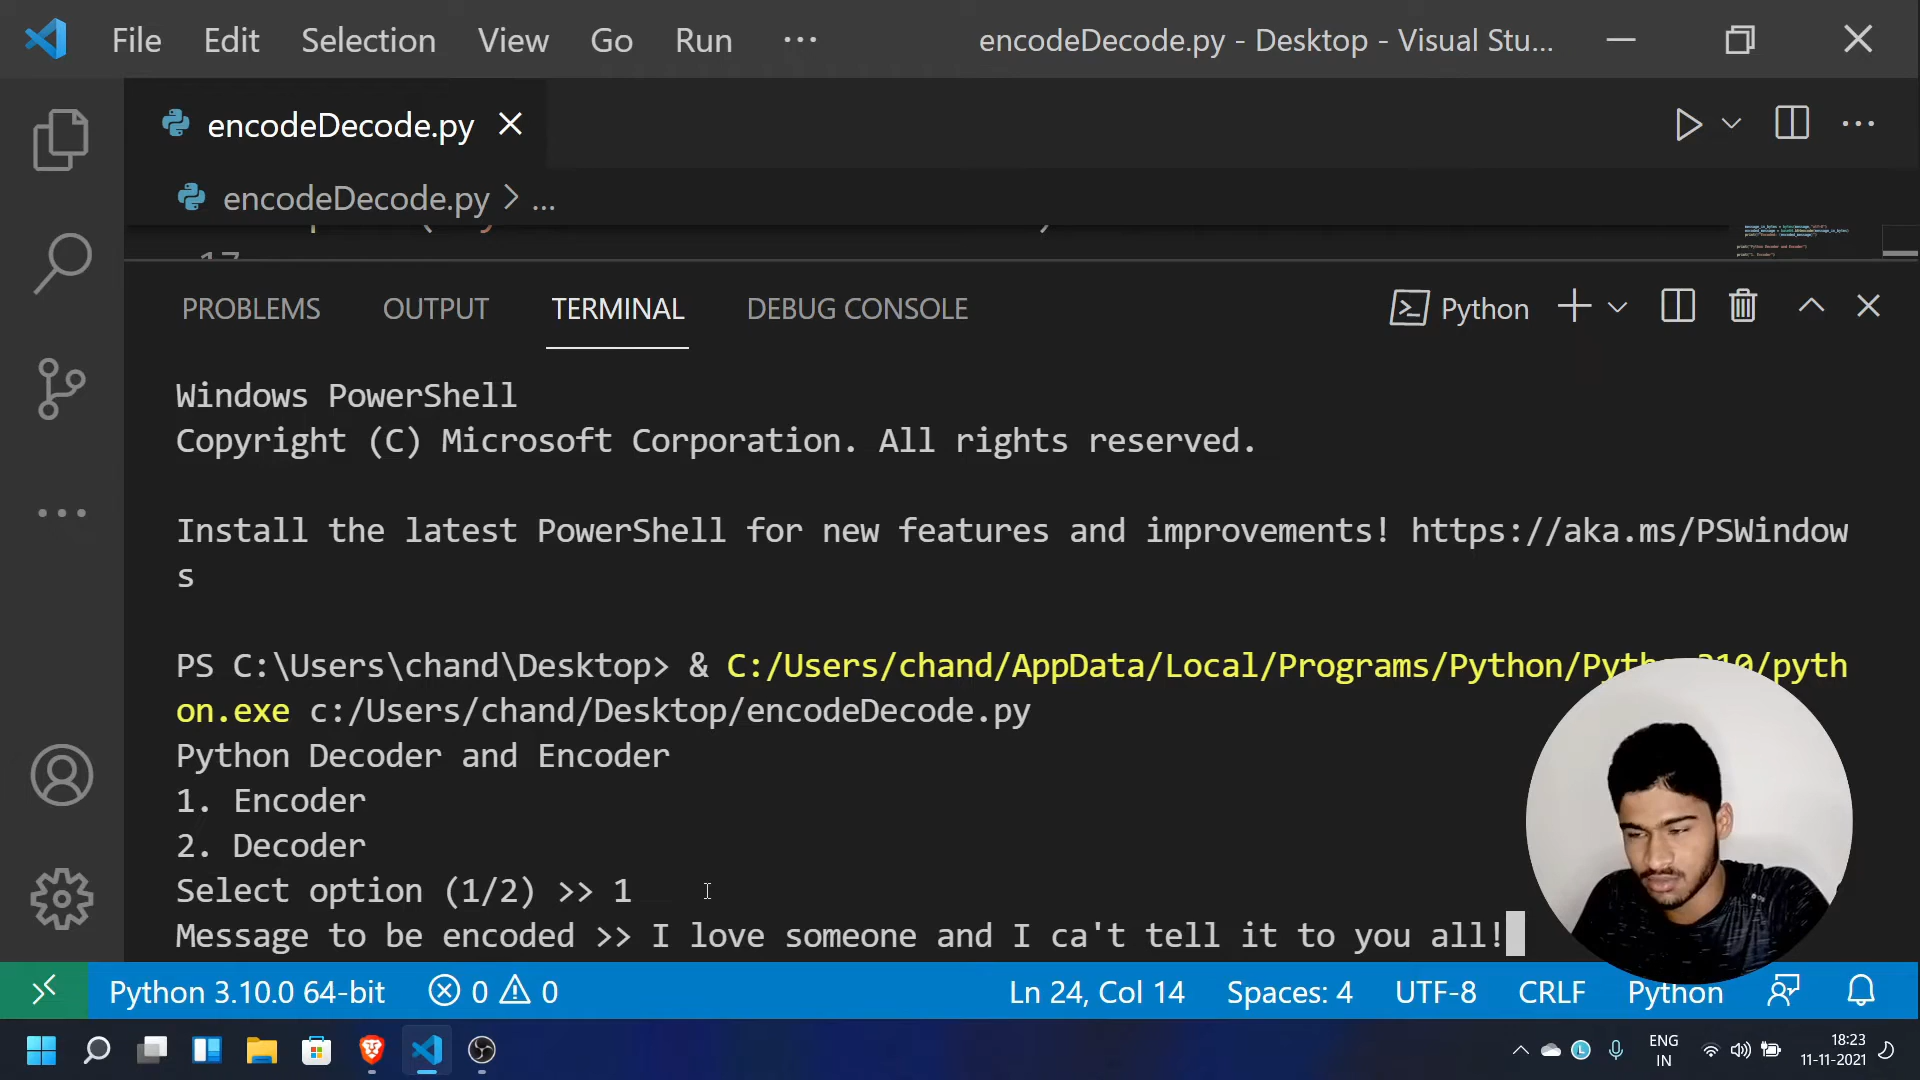 File Edit Selection View Go Run ··· encodeDecode.py - Desktop - Visual Stu...
encodeDecode.py
encodeDecode.py > ...
17
PROBLEMS OUTPUT TERMINAL DEBUG CONSOLE Python
Windows PowerShell
Copyright (C) Microsoft Corporation. All rights reserved.
Install the latest PowerShell for new features and improvements! https://aka.ms/PSWindow
s
PS C:\Users\chand\Desktop> & C:/Users/chand/AppData/Local/Programs/Python/Python310/pyth
on.exe c:/Users/chand/Desktop/encodeDecode.py
Python Decoder and Encoder
1. Encoder
2. Decoder
Select option (1/2) >> 1
Message to be encoded >> I love someone and I ca't tell it to you all!
Python 3.10.0 64-bit 0 0 Ln 24, Col 14 Spaces: 4 UTF-8 CRLF Python
ENG 18:23
IN 11-11-2021